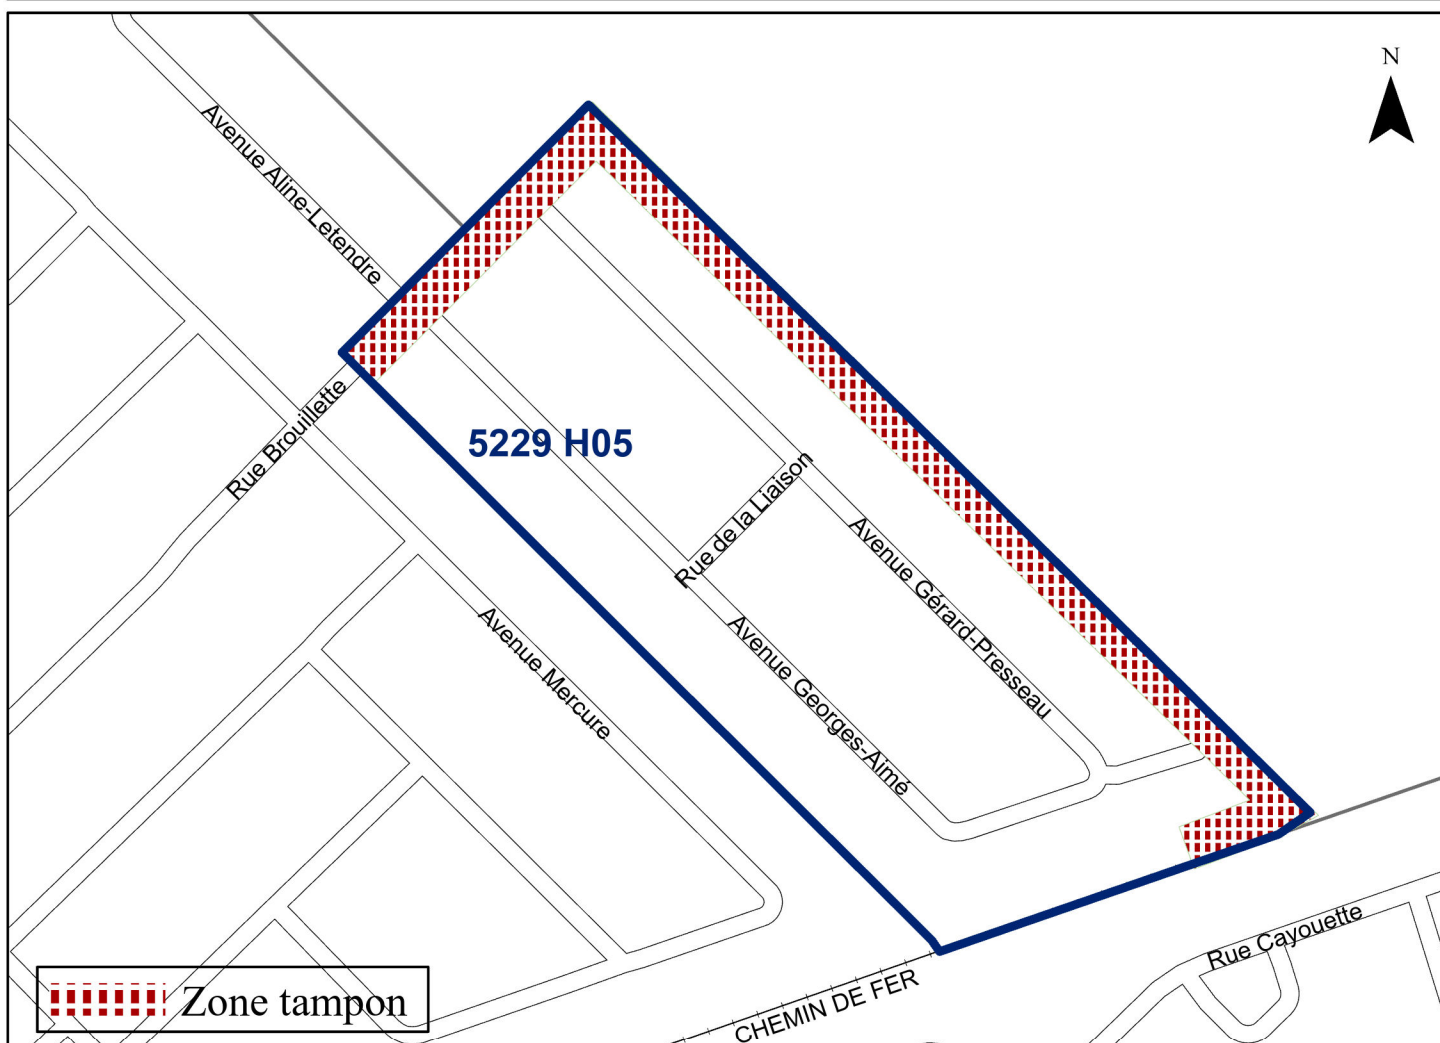 N
Avenue Aline-Letendre
Rue Brouillette
5229 H05
Rue de la Liaison
Avenue Gérard-Presseau
Avenue Mercure
Avenue Georges-Aimé
Rue Cayouette
CHEMIN DE FER
Zone tampon